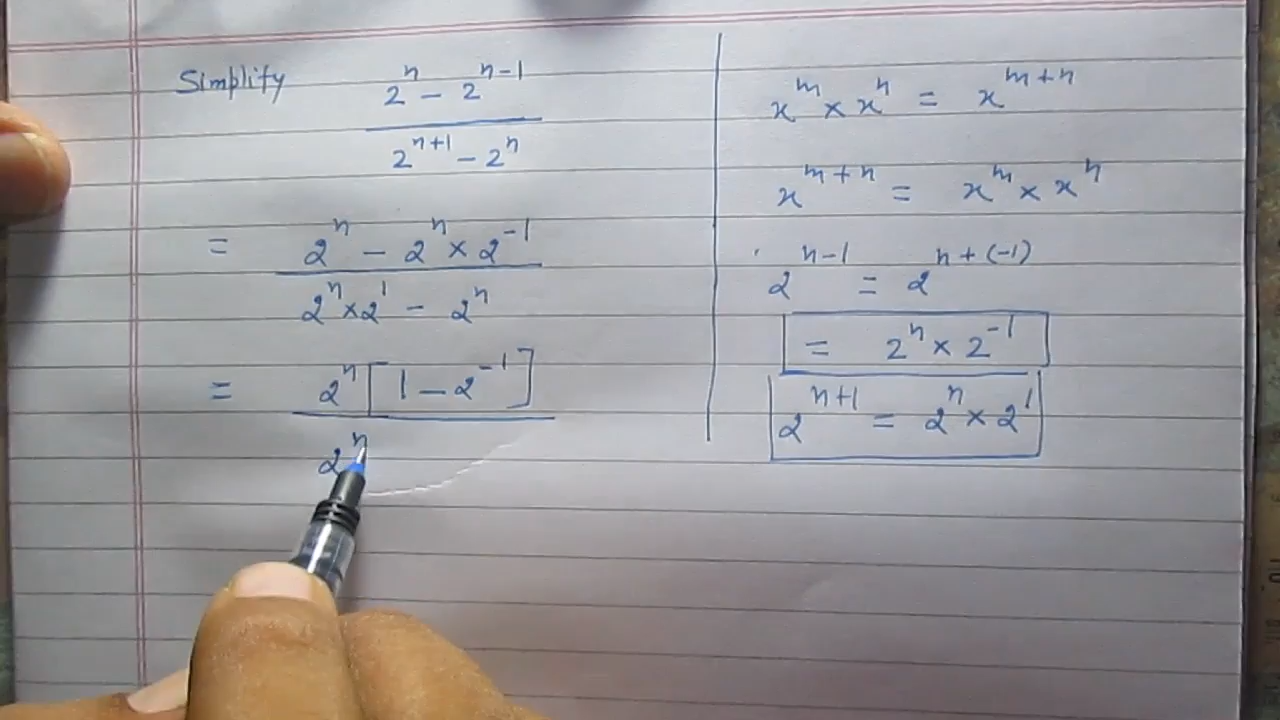 Simplify
2^n - 2^{n-1}
2^{n+1} - 2^n
= 2^n - 2^n × 2^{-1}
2^n × 2^1 - 2^n
= 2^n [1 - 2^{-1}]
2^n
x^m × x^n = x^{m+n}
x^{m+n} = x^m × x^n
2^{n-1} = 2^{n+(-1)}
= 2^n × 2^{-1}
2^{n+1} = 2^n × 2^1